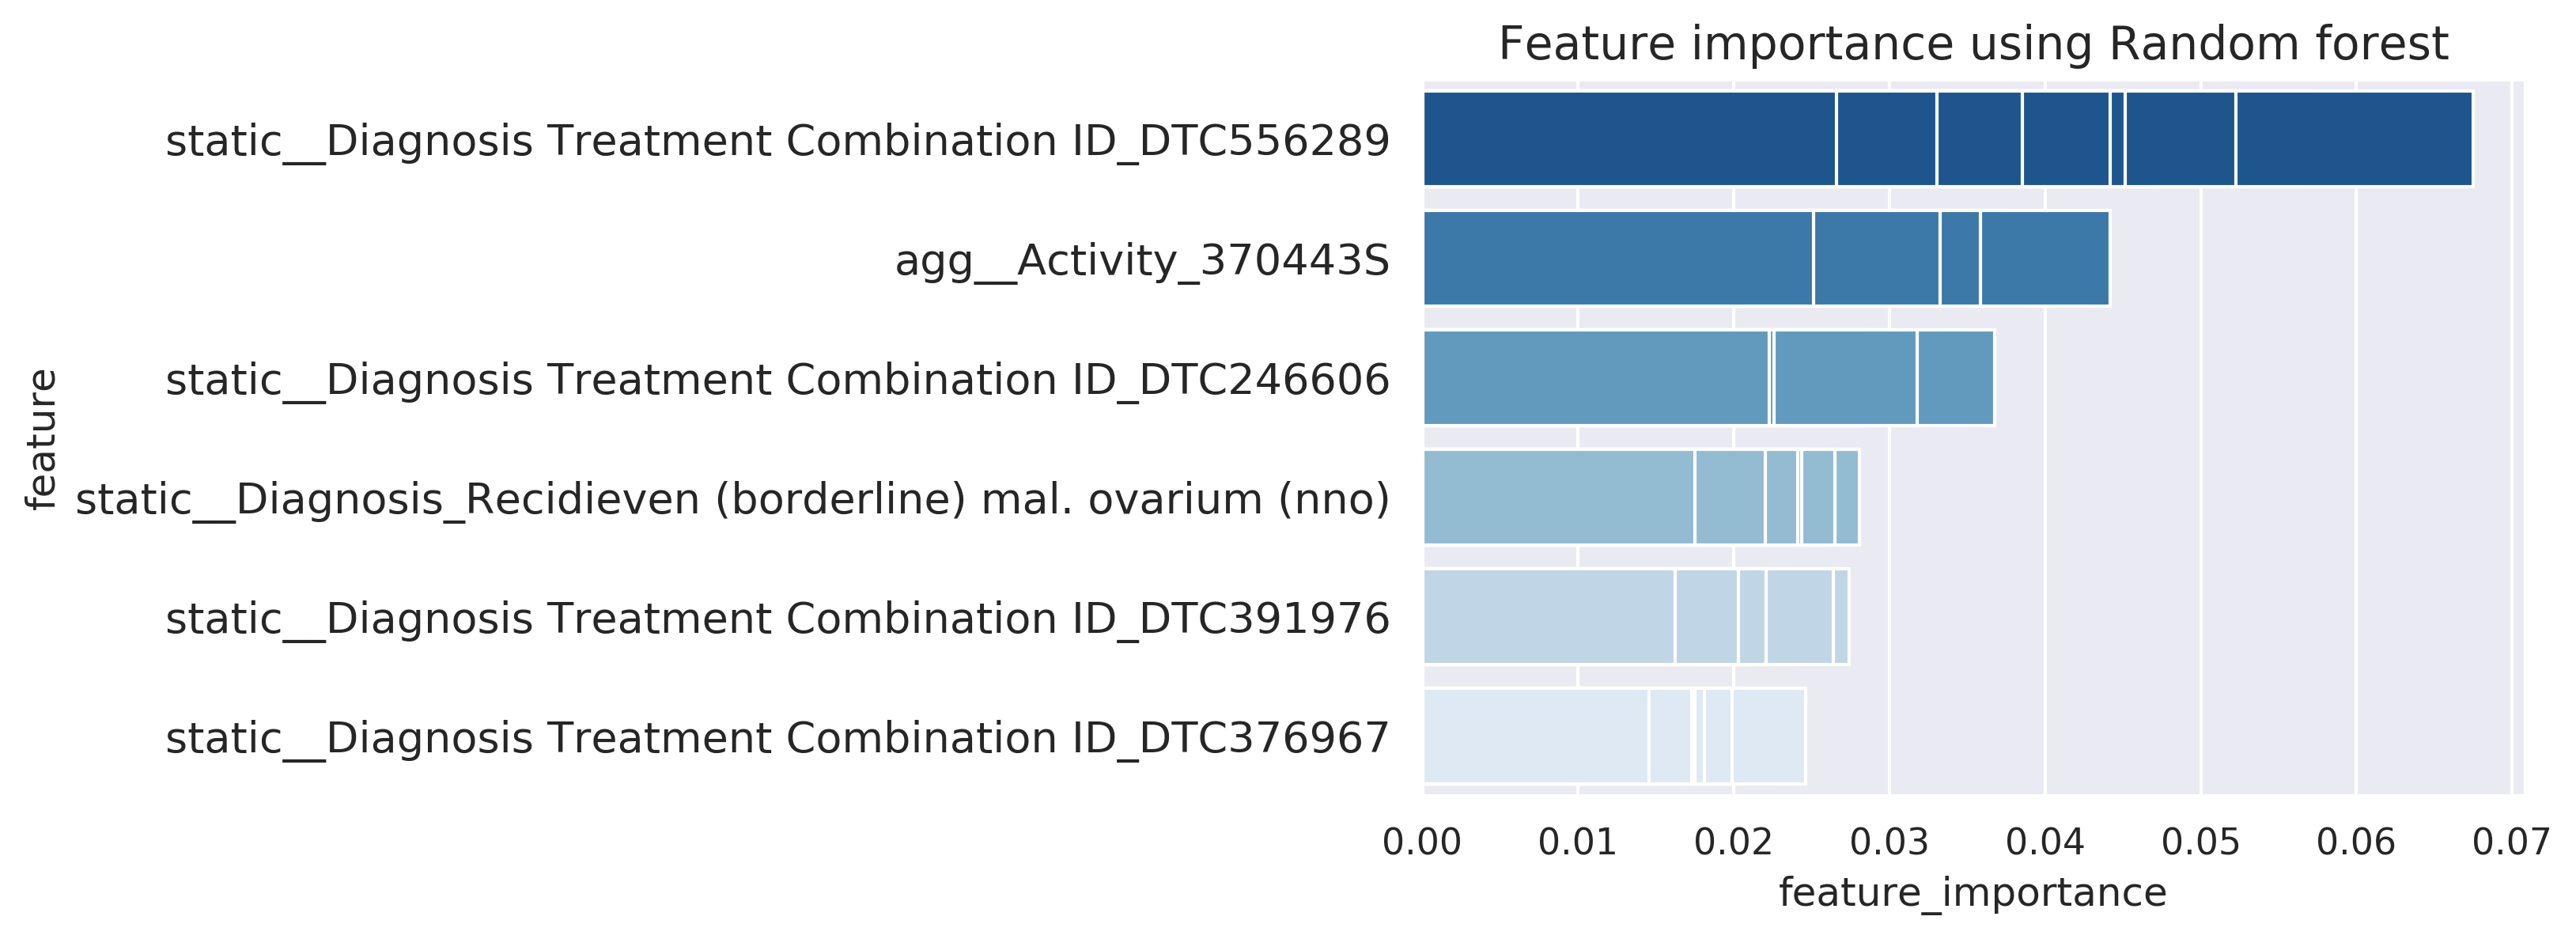 Feature importance using Random forest
static__Diagnosis Treatment Combination ID_DTC556289
agg__Activity_370443S
static__Diagnosis Treatment Combination ID_DTC246606
static__Diagnosis_Recidieven (borderline) mal. ovarium (nno)
static__Diagnosis Treatment Combination ID_DTC391976
static__Diagnosis Treatment Combination ID_DTC376967
feature
0.00 0.01 0.02 0.03 0.04 0.05 0.06 0.07
feature_importance